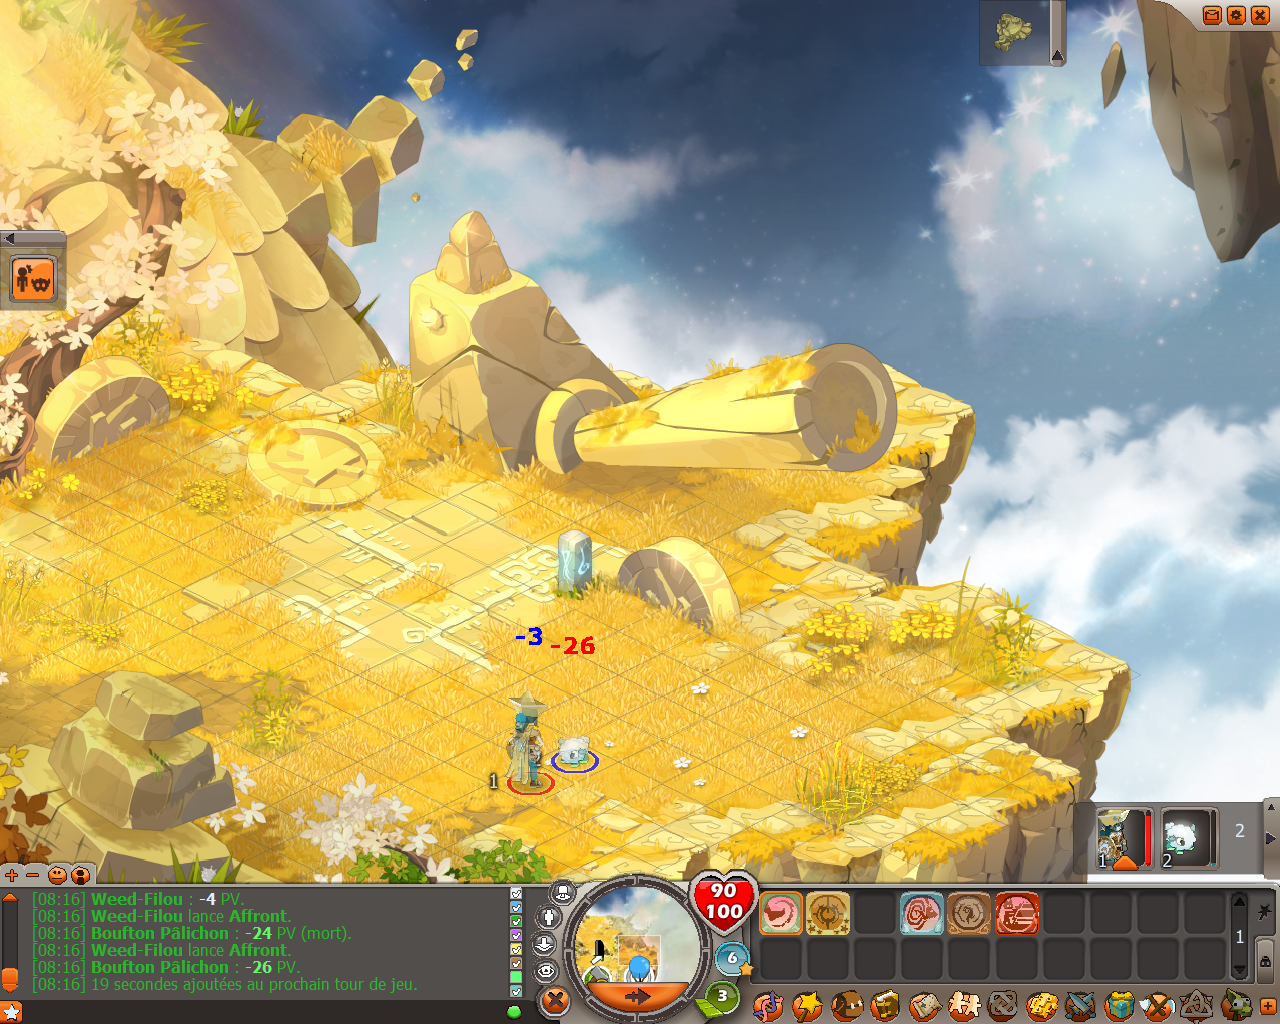 -3
-26
1
1
2
2
[08:16] Weed-Filou : -4 PV.
[08:16] Weed-Filou lance Affront.
[08:16] Boufton Pâlichon : -24 PV (mort).
[08:16] Weed-Filou lance Affront.
[08:16] Boufton Pâlichon : -26 PV.
[08:16] 19 secondes ajoutées au prochain tour de jeu.
90
100
6
3
1